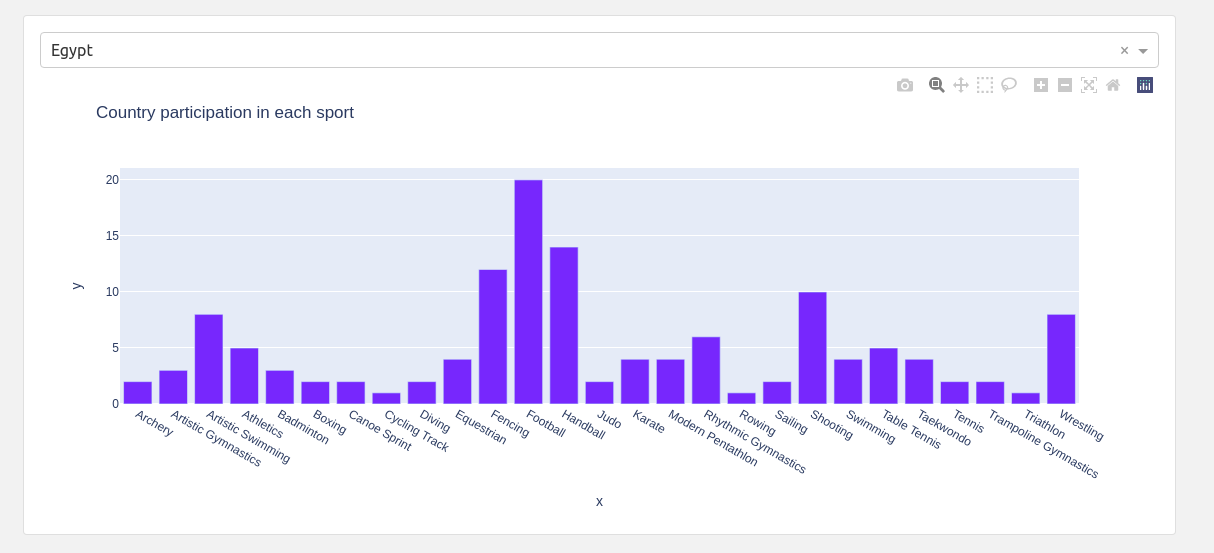 Egypt
×
Country participation in each sport
20
15
10
5
0
y
Archery
Artistic Gymnastics
Artistic Swimming
Athletics
Badminton
Boxing
Canoe Sprint
Cycling Track
Diving
Equestrian
Fencing
Football
Handball
Judo
Karate
Modern Pentathlon
Rhythmic Gymnastics
Rowing
Sailing
Shooting
Swimming
Table Tennis
Taekwondo
Tennis
Trampoline Gymnastics
Triathlon
Wrestling
x